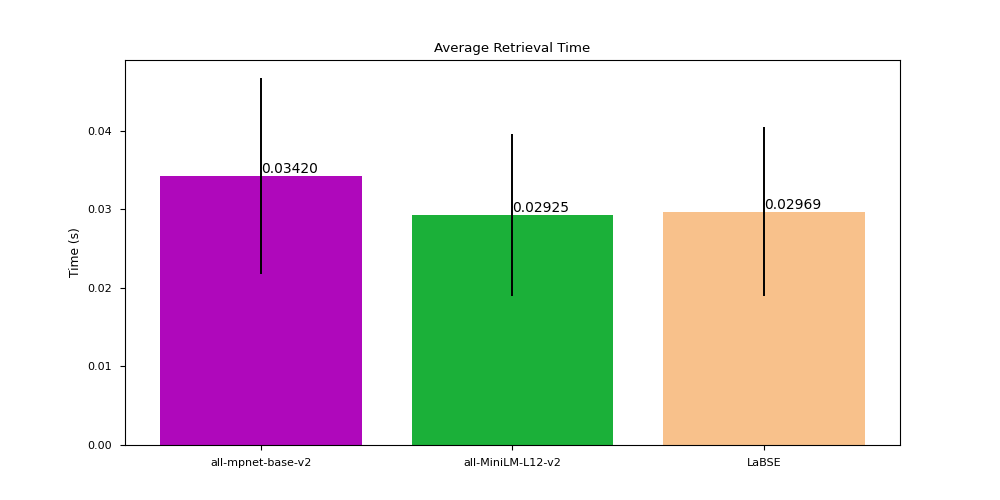 Average Retrieval Time
Time (s)
0.04
0.03
0.02
0.01
0.00
0.03420
0.02925
0.02969
all-mpnet-base-v2
all-MiniLM-L12-v2
LaBSE